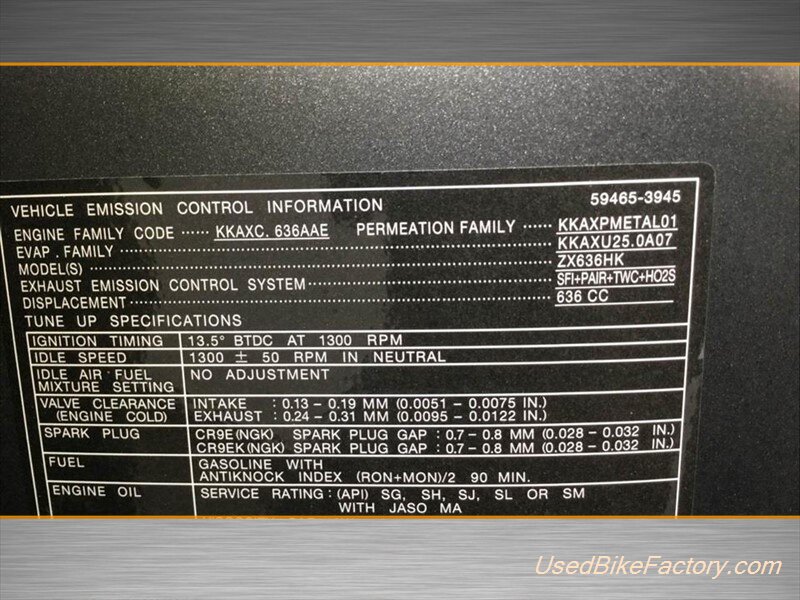 VEHICLE EMISSION CONTROL INFORMATION 59465-3945
ENGINE FAMILY CODE ······ KKAXC. 636AAE PERMEATION FAMILY ······ KKAXPMETAL01
EVAP . FAMILY ······ KKAXU25.0A07
MODEL(S) ······ ZX636HK
EXHAUST EMISSION CONTROL SYSTEM ······ SFI+PAIR+TWC+HO2S
DISPLACEMENT ······ 636 CC
TUNE UP SPECIFICATIONS
IGNITION TIMING 13.5° BTDC AT 1300 RPM
IDLE SPEED 1300 ± 50 RPM IN NEUTRAL
IDLE AIR/FUEL NO ADJUSTMENT
MIXTURE SETTING
VALVE CLEARANCE INTAKE : 0.13 – 0.19 MM (0.0051 – 0.0075 IN.)
(ENGINE COLD) EXHAUST : 0.24 – 0.31 MM (0.0095 – 0.0122 IN.)
SPARK PLUG CR9E(NGK) SPARK PLUG GAP : 0.7 – 0.8 MM (0.028 – 0.032 IN.)
CR9EK(NGK) SPARK PLUG GAP : 0.7 – 0.8 MM (0.028 – 0.032 IN.)
FUEL GASOLINE WITH
ANTIKNOCK INDEX (RON+MON)/2 90 MIN.
ENGINE OIL SERVICE RATING : (API) SG, SH, SJ, SL OR SM
WITH JASO MA
UsedBikeFactory.com